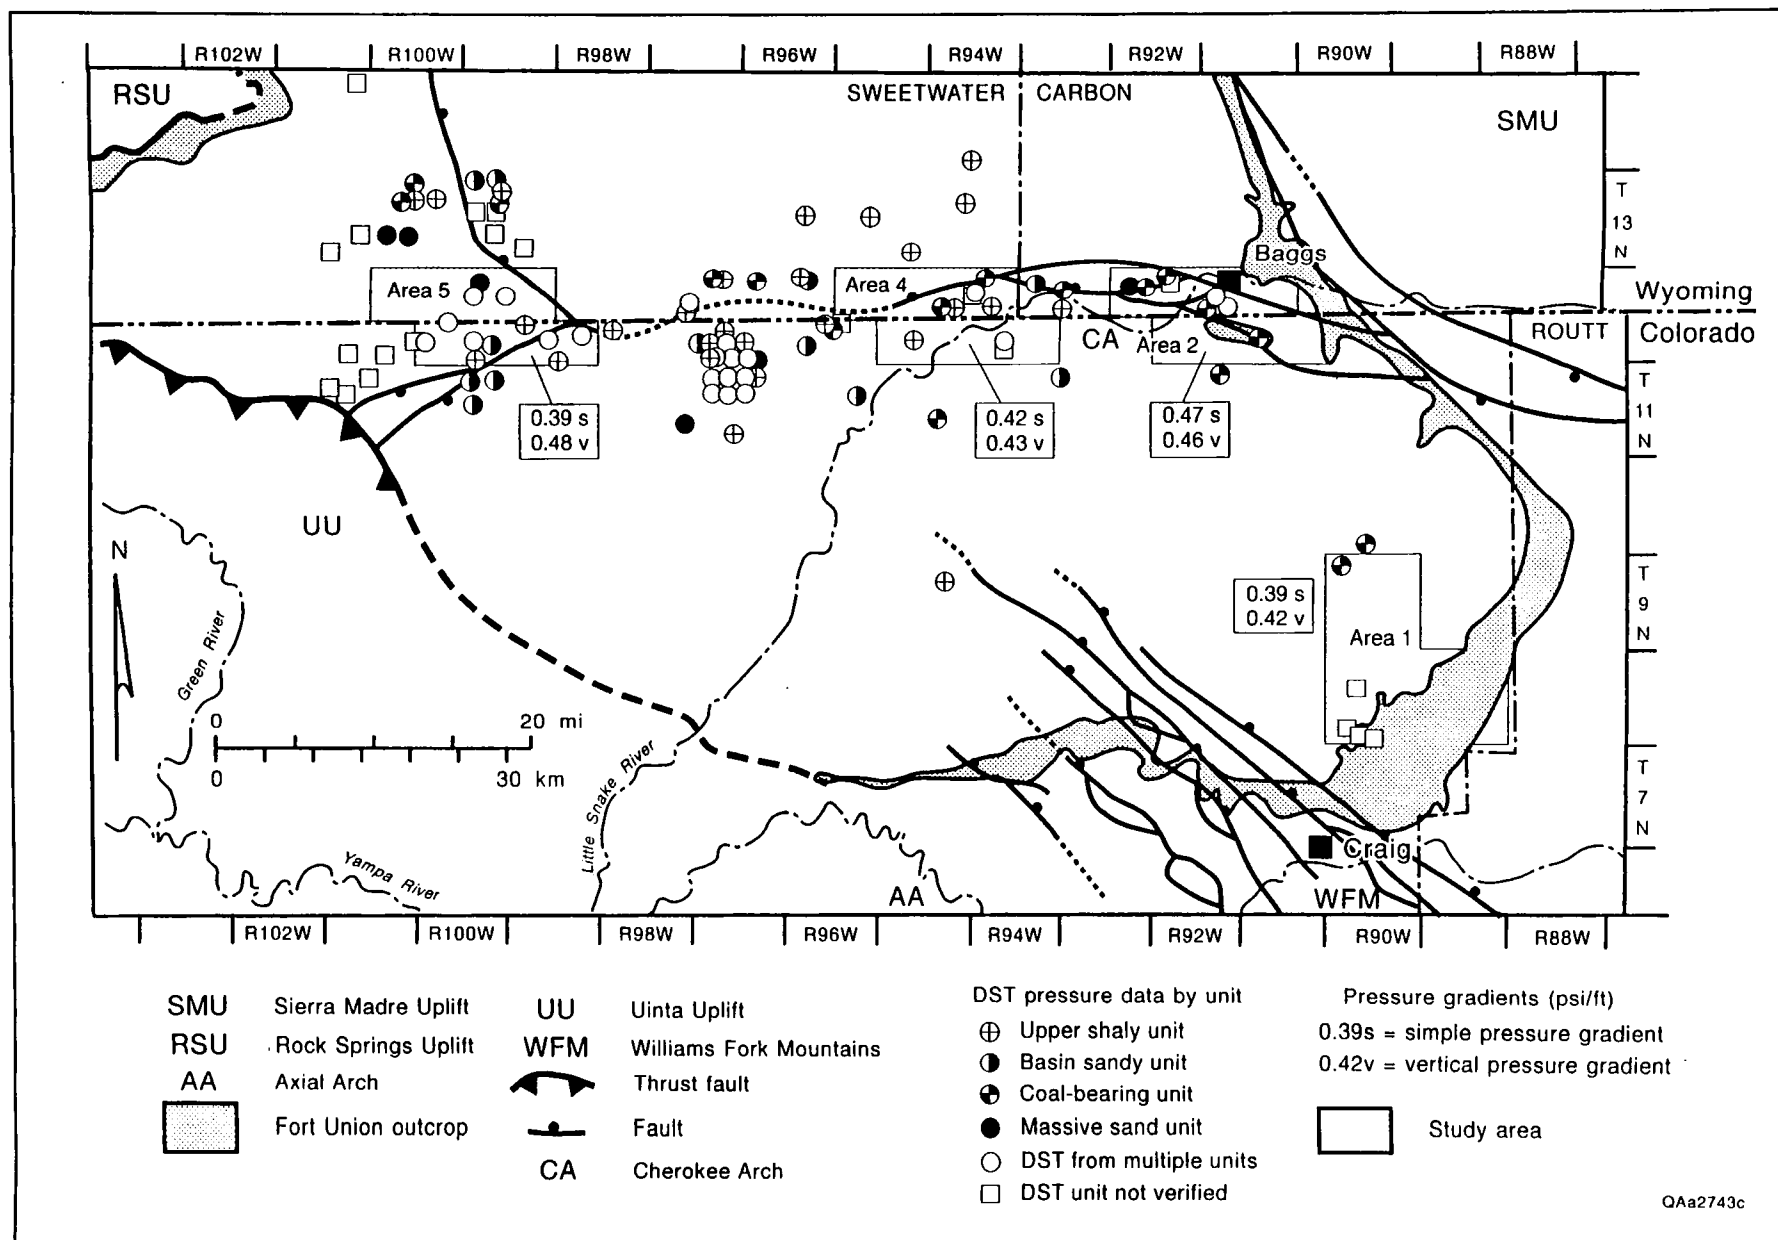 R102W R100W R98W R96W R94W R92W R90W R88W
RSU
SWEETWATER CARBON
SMU
T
13
N
Baggs
Area 5
Area 4
Wyoming
ROUTT Colorado
CA
Area 2
T
11
N
0.39 s
0.48 v
0.42 s
0.43 v
0.47 s
0.46 v
UU
N
T
9
N
0.39 s
0.42 v
Area 1
Green River
0 20 mi
0 30 km
Little Snake River
T
7
N
Craig
Yampa River
AA
WFM
R102W R100W R98W R96W R94W R92W R90W R88W
SMU Sierra Madre Uplift
RSU Rock Springs Uplift
AA Axial Arch
Fort Union outcrop
UU Uinta Uplift
WFM Williams Fork Mountains
Thrust fault
Fault
CA Cherokee Arch
DST pressure data by unit
Upper shaly unit
Basin sandy unit
Coal-bearing unit
Massive sand unit
DST from multiple units
DST unit not verified
Pressure gradients (psi/ft)
0.39s = simple pressure gradient
0.42v = vertical pressure gradient
Study area
QAa2743c